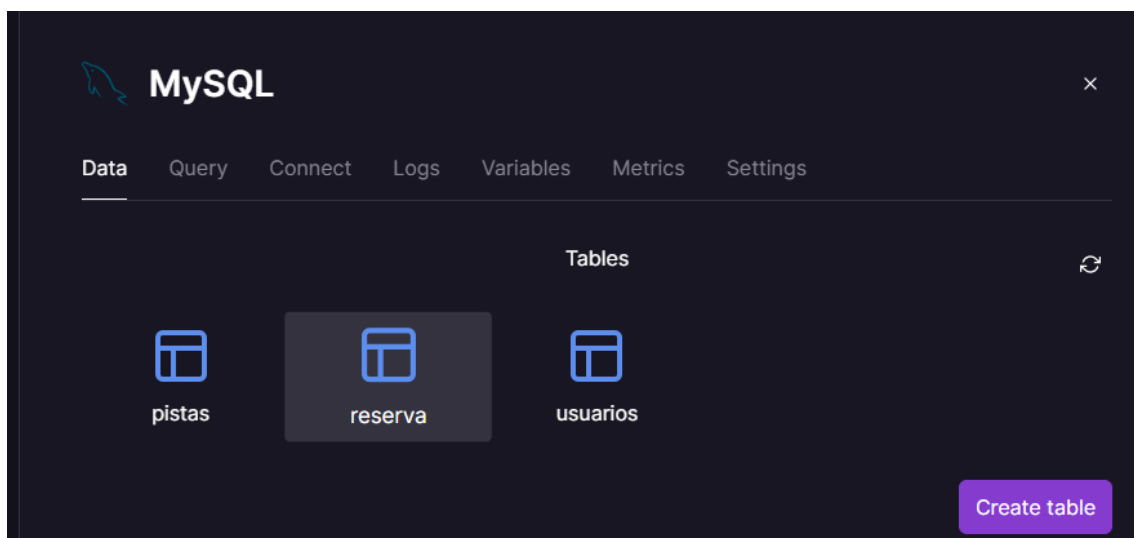 MySQL
Data Query Connect Logs Variables Metrics Settings
Tables
pistas reserva usuarios
Create table